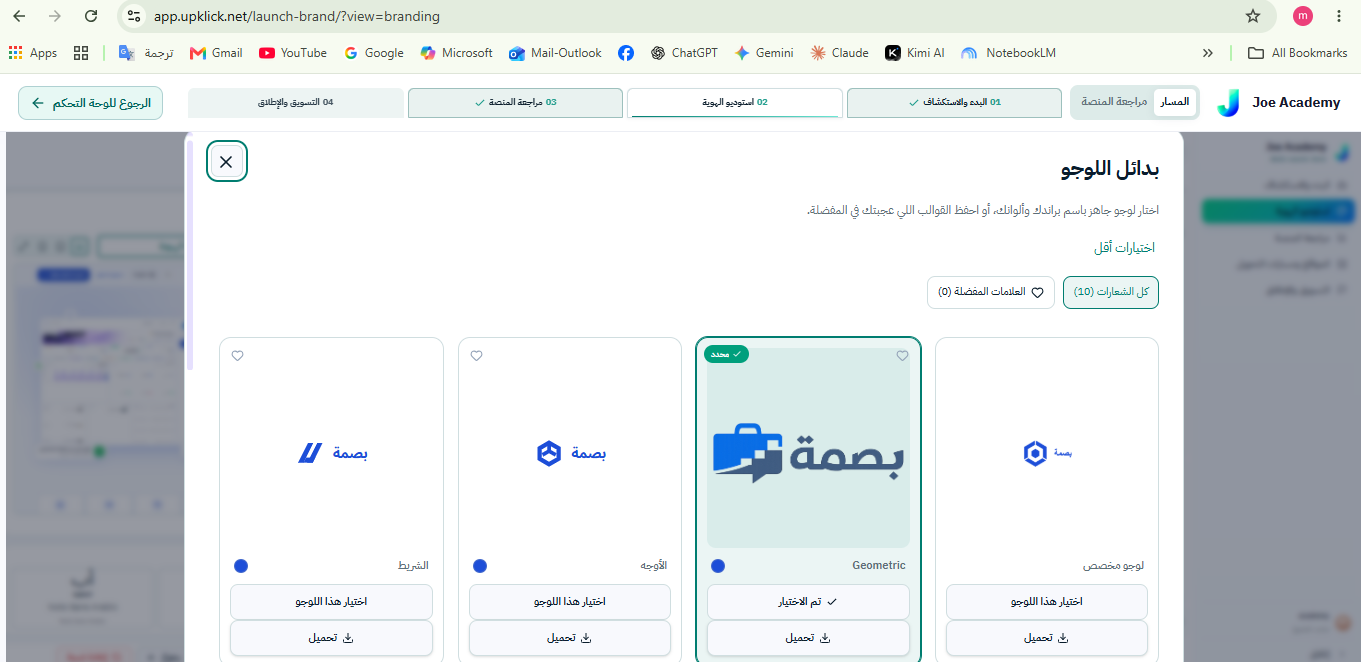 app.upklick.net/launch-brand/?view=branding
m
Apps
ترجمة
Gmail
YouTube
Google
Microsoft
Mail-Outlook
ChatGPT
Gemini
Claude
Kimi AI
NotebookLM
All Bookmarks
Joe Academy
المسار
مراجعة المنصة
01 البدء والاستكشاف
02 استوديو الهوية
03 مراجعة المنصة
04 التسويق والإطلاق
الرجوع للوحة التحكم
بدائل اللوجو
اختار لوجو جاهز باسم براندك وألوانك، أو احفظ القوالب اللي عجبتك في المفضلة.
اختيارات أقل
كل الشعارات (10)
العلامات المفضلة (0)
بصمة
لوجو مخصص
اختيار هذا اللوجو
تحميل
محدد
بصمة
Geometric
تم الاختيار
تحميل
بصمة
الأوجه
اختيار هذا اللوجو
تحميل
بصمة
الشريط
اختيار هذا اللوجو
تحميل